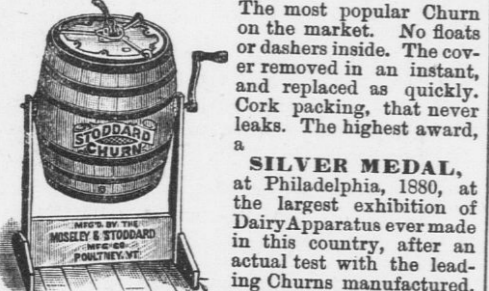 The most popular Churn
on the market. No floats
or dashers inside. The cov-
er removed in an instant,
and replaced as quickly.
Cork packing, that never
leaks. The highest award,
a
SILVER MEDAL,
at Philadelphia, 1880, at
the largest exhibition of
Dairy Apparatus ever made
in this country, after an
actual test with the lead-
ing Churns manufactured.
STODDARD
CHURN
MFG'D BY THE
MOSELEY & STODDARD
MFG. CO.
POULTNEY, VT